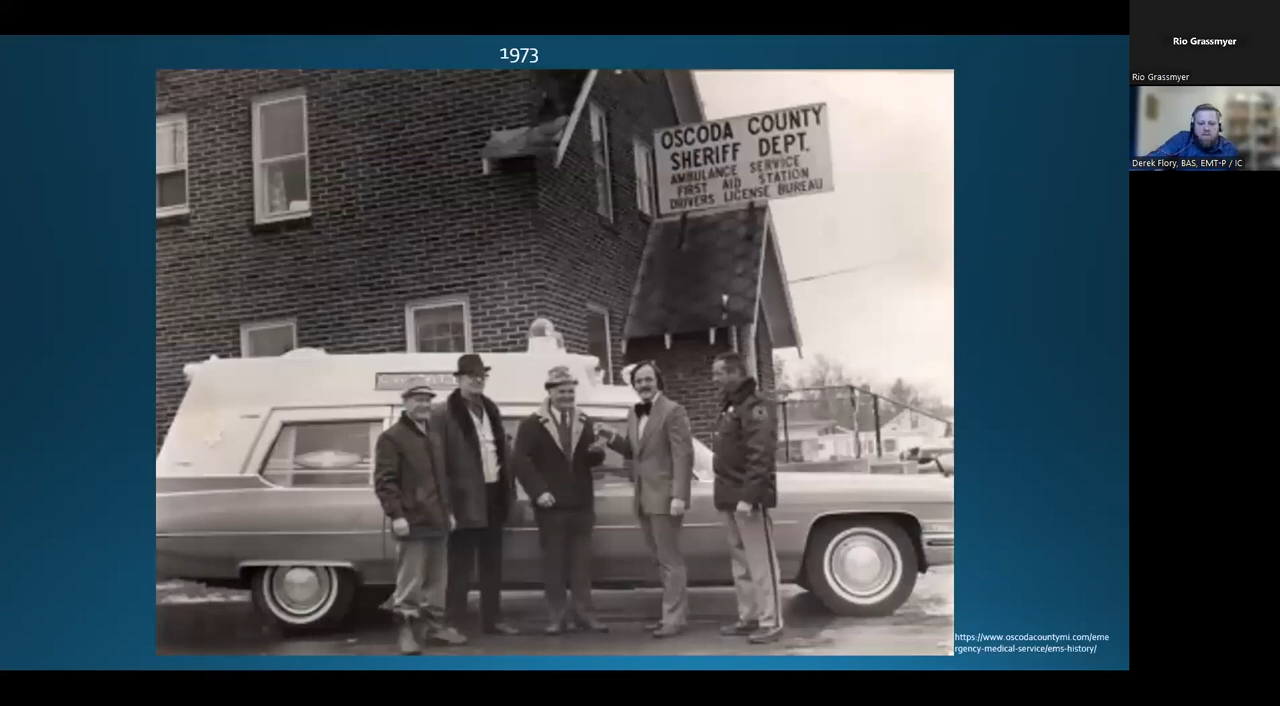 1973
OSCODA COUNTY
SHERIFF DEPT.
AMBULANCE SERVICE
FIRST AID STATION
DRIVERS LICENSE BUREAU
https://www.oscodacountymi.com/eme
rgency-medical-service/ems-history/
Rio Grassmyer
Rio Grassmyer
Derek Flory, BAS, EMT-P / IC